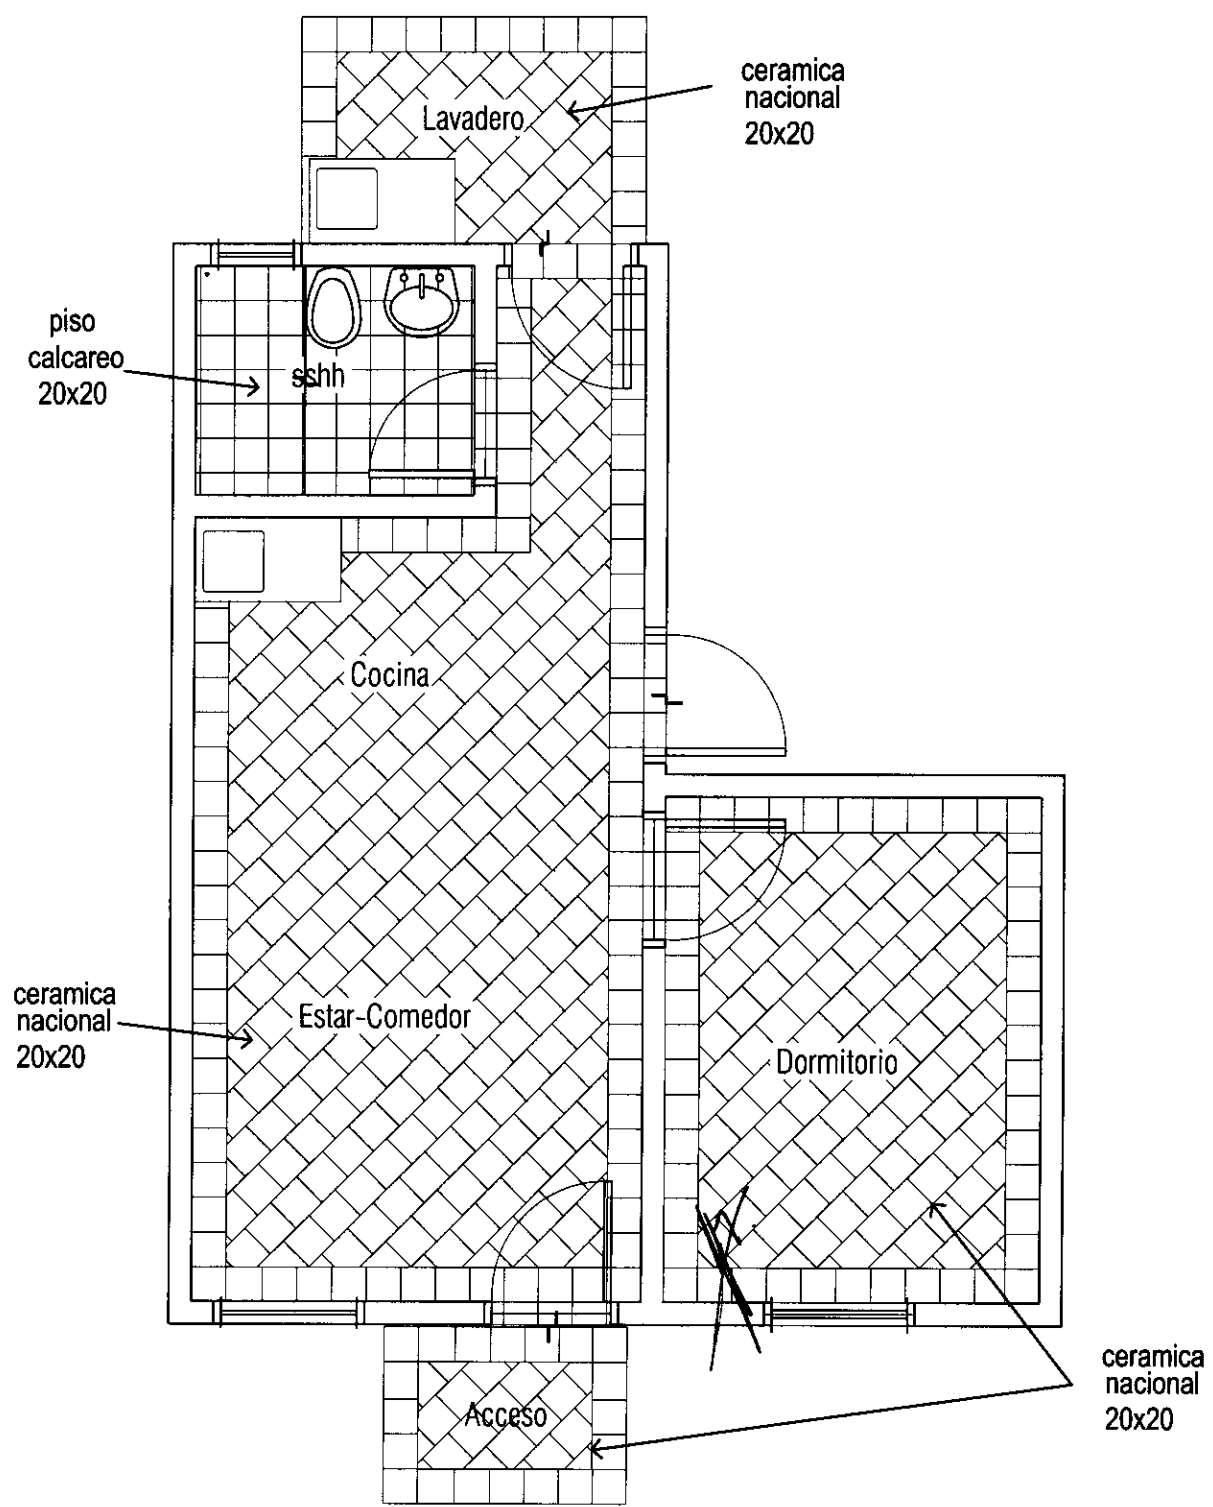 ceramica
nacional
20x20
Lavadero
piso
calcareo
20x20
sshh
Cocina
ceramica
nacional
20x20
Estar-Comedor
Dormitorio
ceramica
nacional
20x20
Acceso